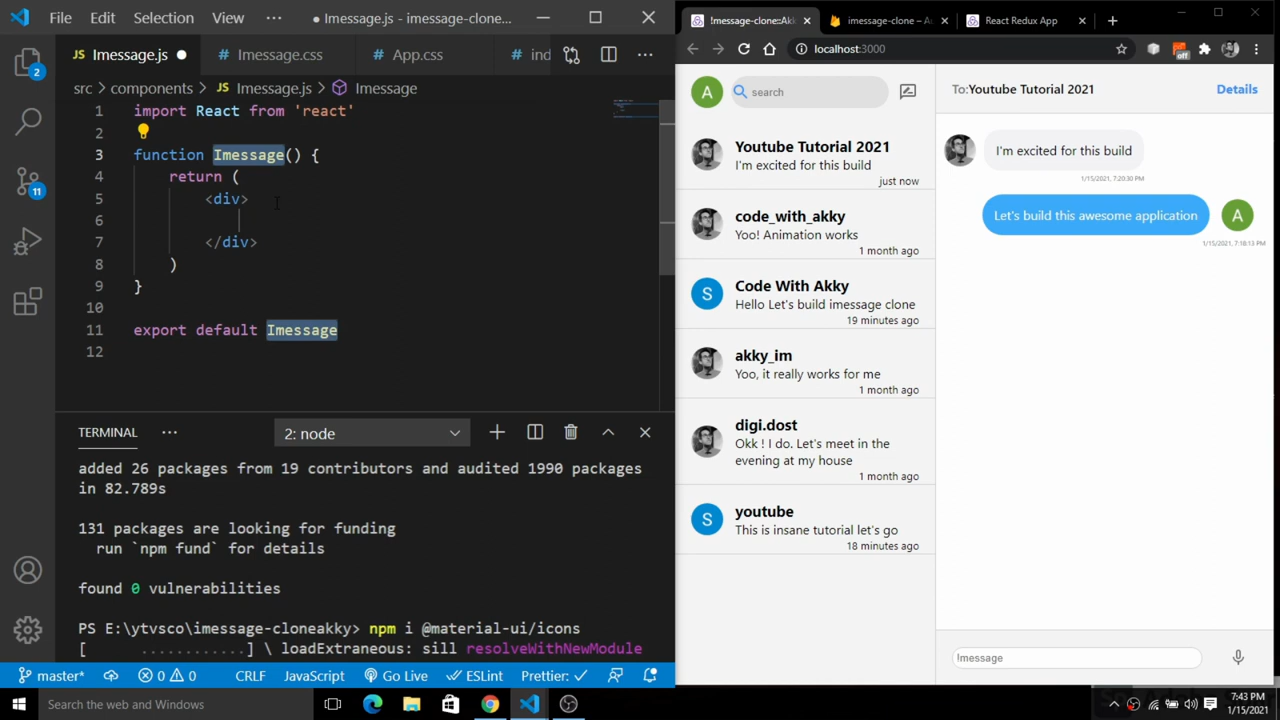 File Edit Selection View ··· ● Imessage.js - imessage-clone...
JS Imessage.js ●
# Imessage.css
# App.css
# ind
src > components > JS Imessage.js > Imessage
1 import React from 'react'
2
3 function Imessage() {
4 return (
5 <div>
6
7 </div>
8 )
9 }
10
11 export default Imessage
12
2
11
TERMINAL ··· 2: node
added 26 packages from 19 contributors and audited 1990 packages
in 82.789s
131 packages are looking for funding
run `npm fund` for details
found 0 vulnerabilities
PS E:\ytvsco\imessage-cloneakky> npm i @material-ui/icons
[ ............] \ loadExtraneous: sill resolveWithNewModule
master* 0 0 CRLF JavaScript Go Live ESLint Prettier: ✓
!message-clone::Akk
imessage-clone – Au
React Redux App
localhost:3000
off
A search
Youtube Tutorial 2021
I'm excited for this build
just now
code_with_akky
Yoo! Animation works
1 month ago
S
Code With Akky
Hello Let's build imessage clone
19 minutes ago
akky_im
Yoo, it really works for me
1 month ago
digi.dost
Okk ! I do. Let's meet in the
evening at my house
1 month ago
S
youtube
This is insane tutorial let's go
18 minutes ago
To:Youtube Tutorial 2021 Details
I'm excited for this build
1/15/2021, 7:20:30 PM
Let's build this awesome application A
1/15/2021, 7:18:13 PM
!message
Search the web and Windows
7:43 PM
1/15/2021